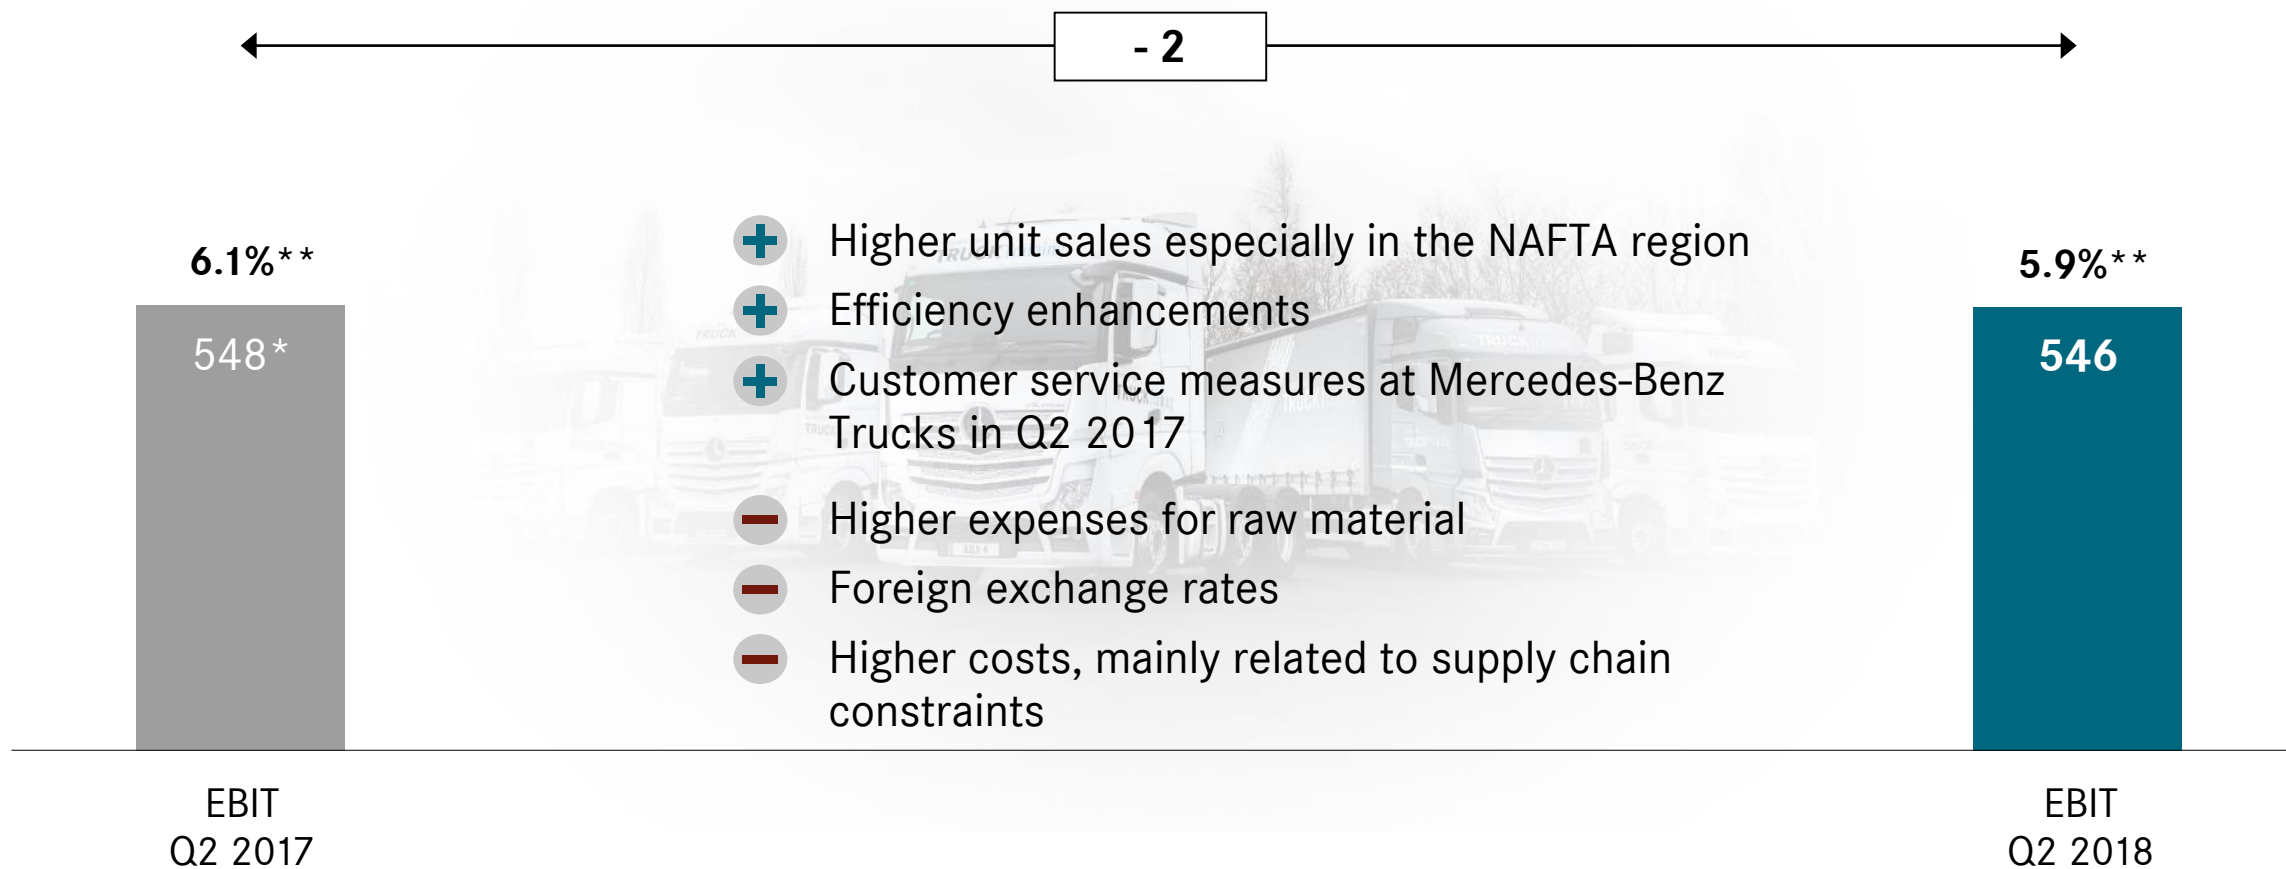 - 2
6.1%**
548*
Higher unit sales especially in the NAFTA region
Efficiency enhancements
Customer service measures at Mercedes-Benz
Trucks in Q2 2017
Higher expenses for raw material
Foreign exchange rates
Higher costs, mainly related to supply chain
constraints
5.9%**
546
EBIT
Q2 2017
EBIT
Q2 2018